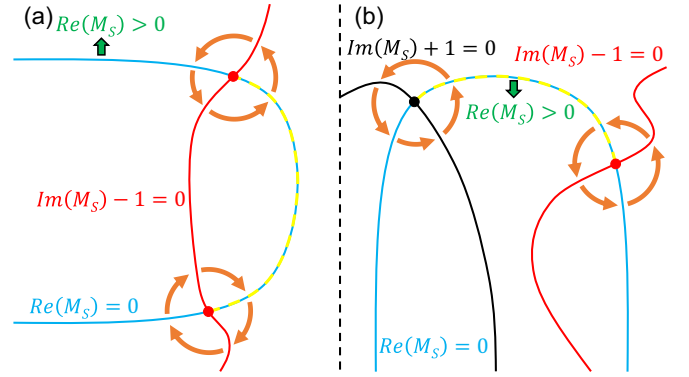 (a)
Re(M_S) > 0
Im(M_S) − 1 = 0
Re(M_S) = 0
(b)
Im(M_S) + 1 = 0
Im(M_S) − 1 = 0
Re(M_S) > 0
Re(M_S) = 0